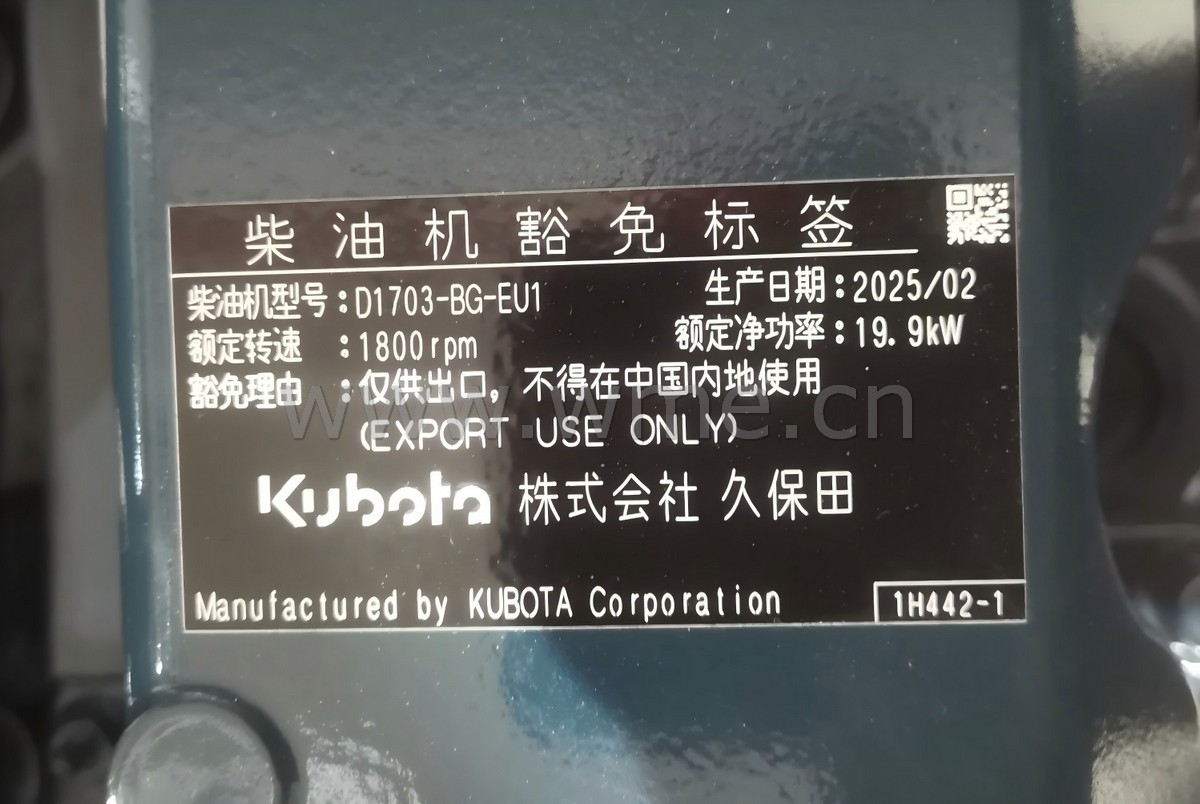 柴油机豁免标签
柴油机型号:D1703-BG-EU1 生产日期:2025/02
额定转速 :1800rpm 额定净功率:19.9kW
豁免理由 :仅供出口，不得在中国内地使用
(EXPORT USE ONLY)
www.wme.cn
Kubota 株式会社 久保田
Manufactured by KUBOTA Corporation 1H442-1